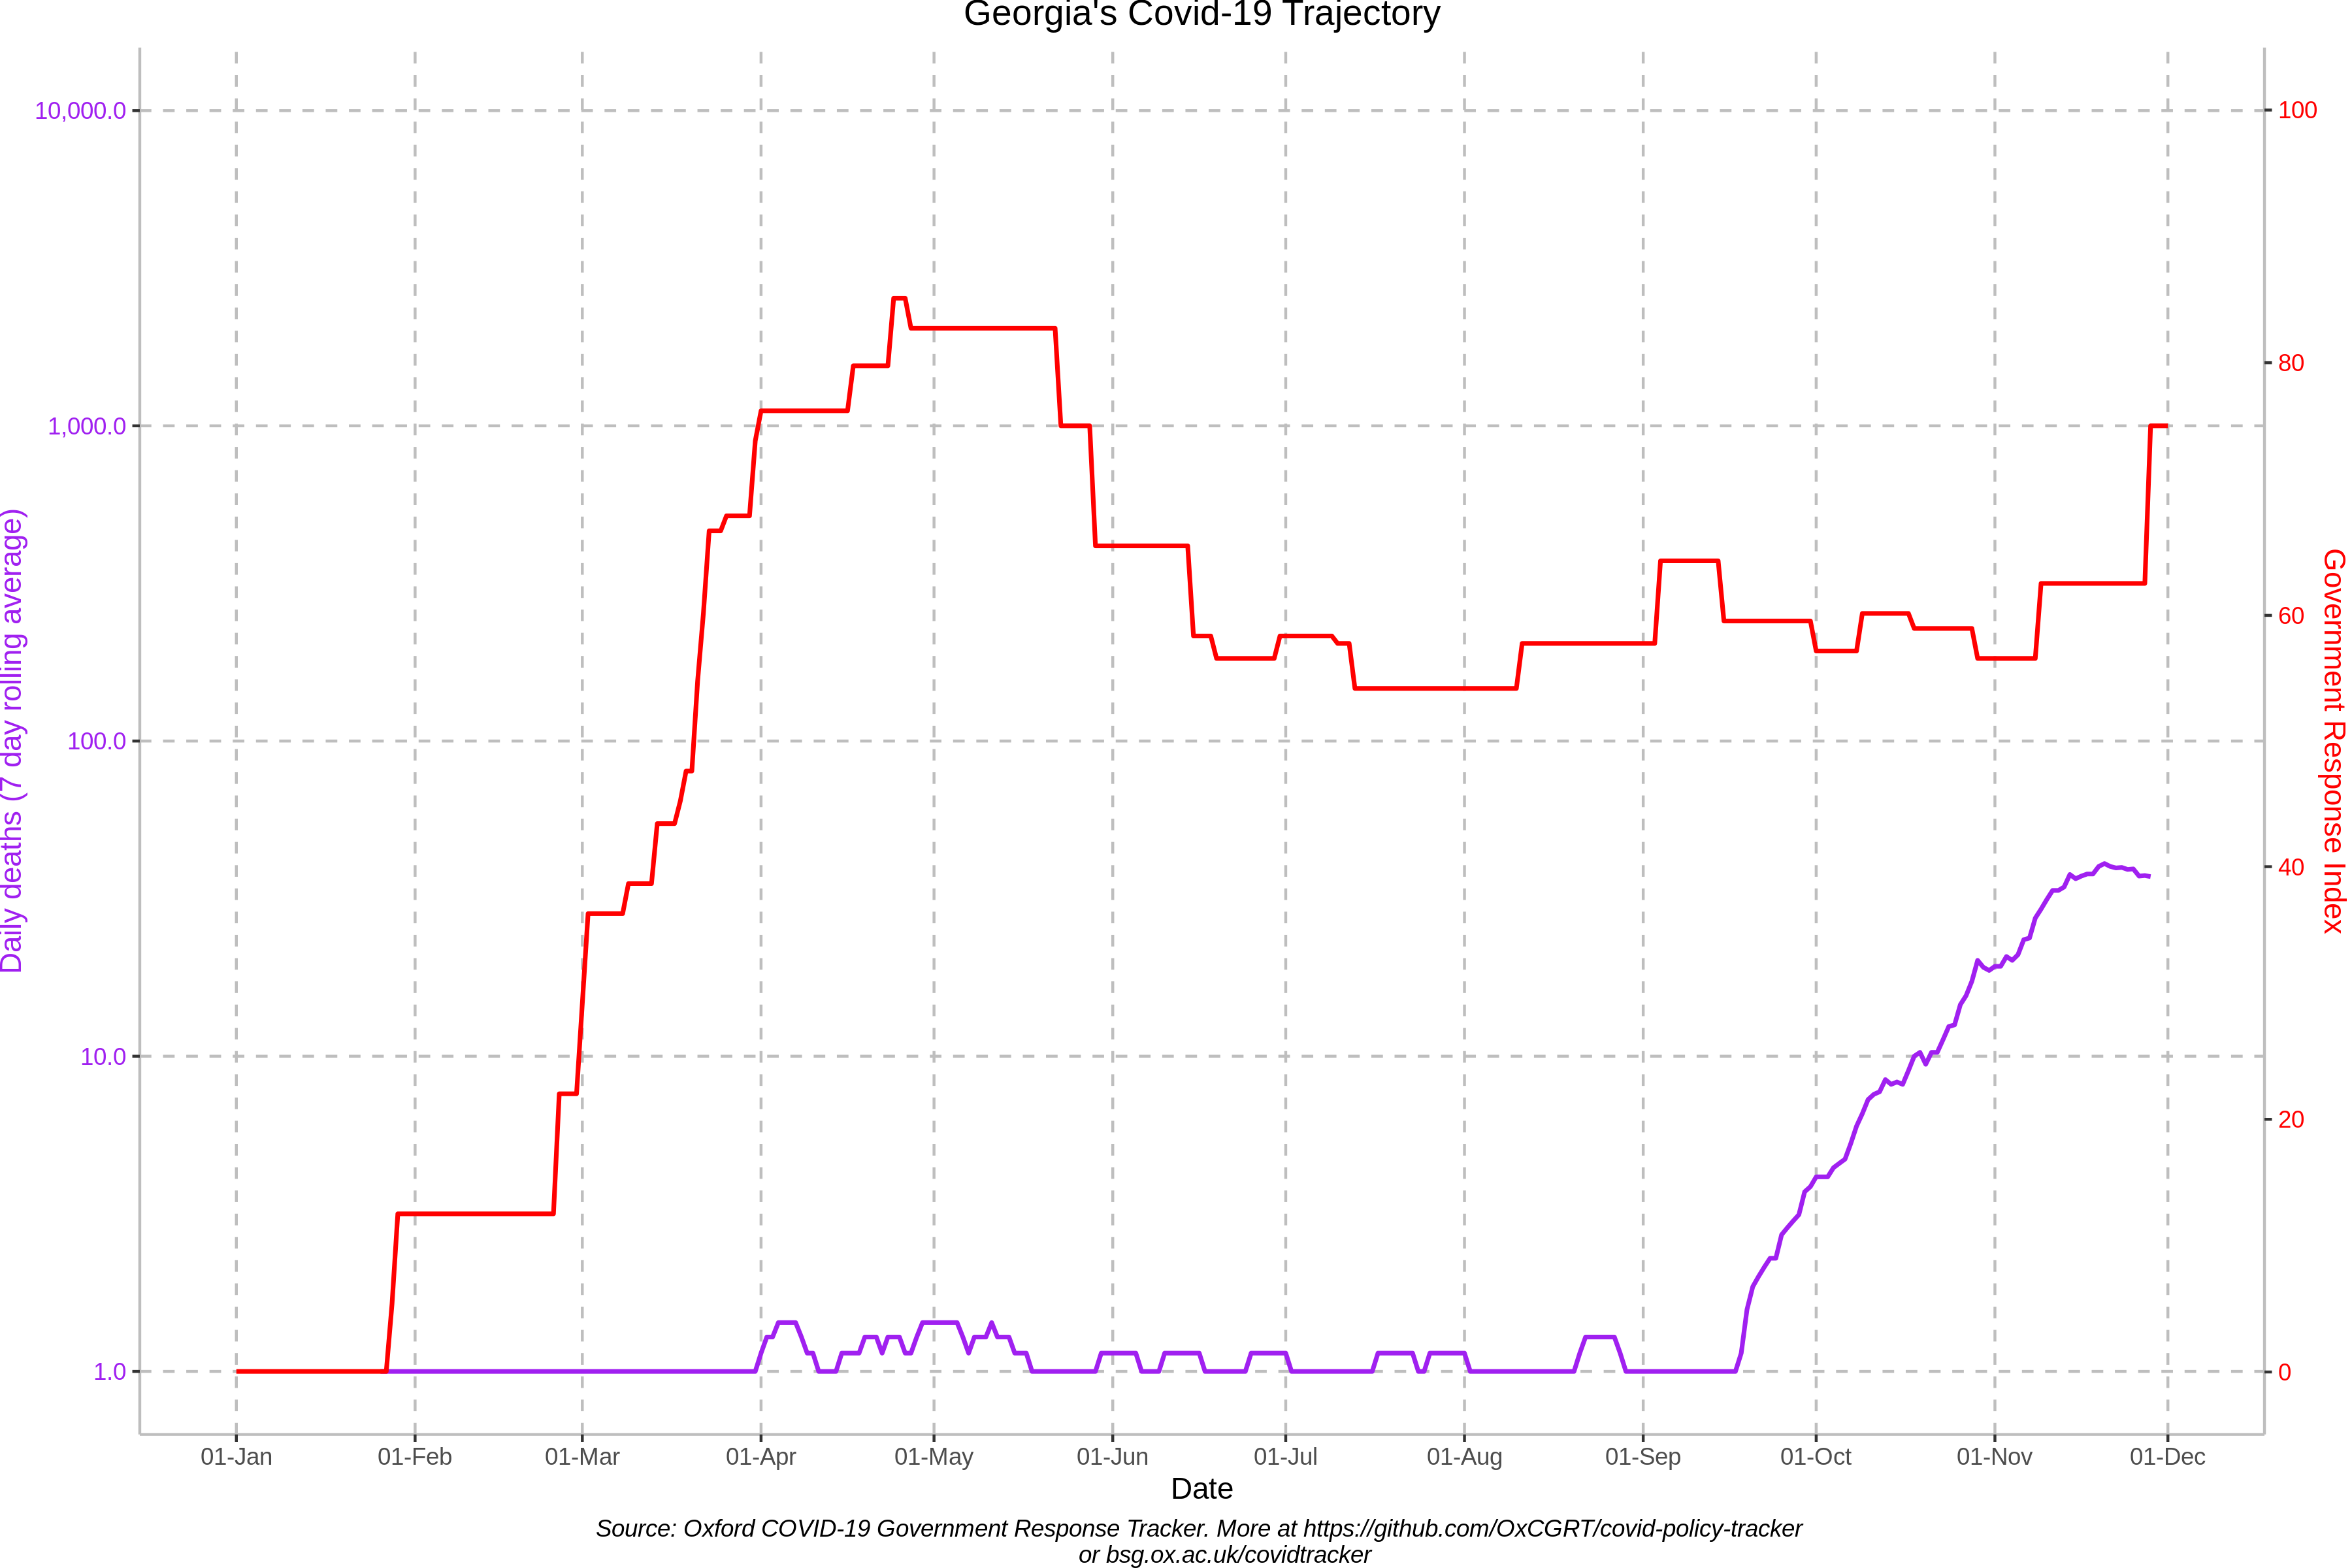 Georgia's Covid-19 Trajectory
10,000.0
1,000.0
100.0
10.0
1.0
Daily deaths (7 day rolling average)
100
80
60
40
20
0
Government Response Index
01-Jan 01-Feb 01-Mar 01-Apr 01-May 01-Jun 01-Jul 01-Aug 01-Sep 01-Oct 01-Nov 01-Dec
Date
Source: Oxford COVID-19 Government Response Tracker. More at https://github.com/OxCGRT/covid-policy-tracker
or bsg.ox.ac.uk/covidtracker